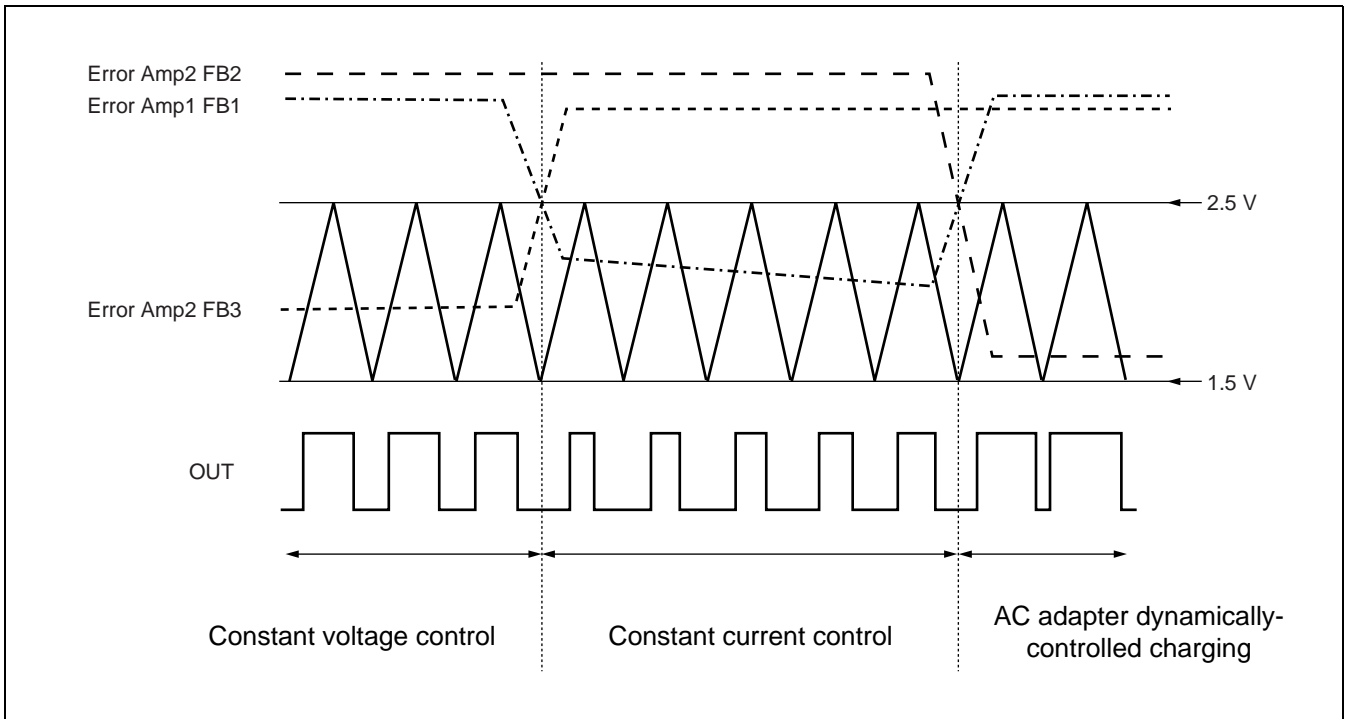 Error Amp2 FB2
Error Amp1 FB1
2.5 V
Error Amp2 FB3
1.5 V
OUT
Constant voltage control
Constant current control
AC adapter dynamically-
controlled charging